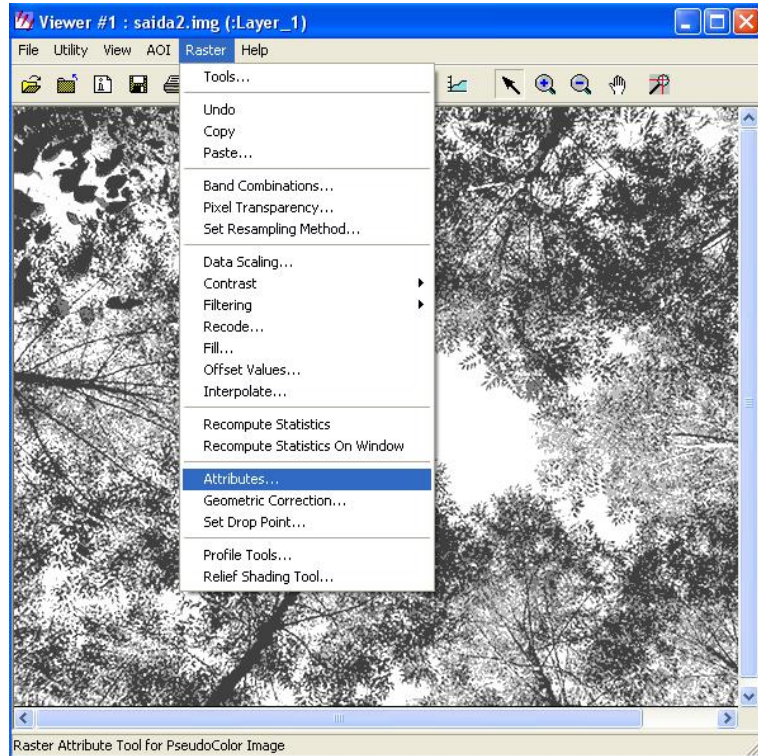 Viewer #1 : saida2.img (:Layer_1)
File Utility View AOI Raster Help
Tools...
Undo
Copy
Paste...
Band Combinations...
Pixel Transparency...
Set Resampling Method...
Data Scaling...
Contrast
Filtering
Recode...
Fill...
Offset Values...
Interpolate...
Recompute Statistics
Recompute Statistics On Window
Attributes...
Geometric Correction...
Set Drop Point...
Profile Tools...
Relief Shading Tool...
Raster Attribute Tool for PseudoColor Image